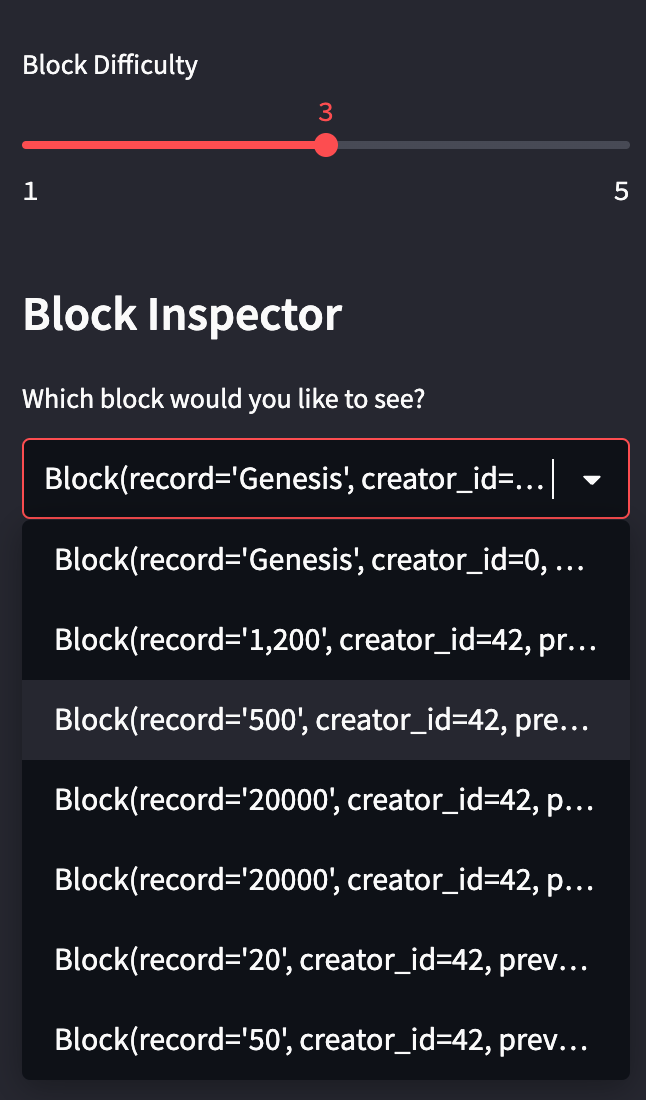 Block Difficulty
3
1 5
Block Inspector
Which block would you like to see?
Block(record='Genesis', creator_id=…
Block(record='Genesis', creator_id=0, …
Block(record='1,200', creator_id=42, pr…
Block(record='500', creator_id=42, pre…
Block(record='20000', creator_id=42, p…
Block(record='20000', creator_id=42, p…
Block(record='20', creator_id=42, prev…
Block(record='50', creator_id=42, prev…